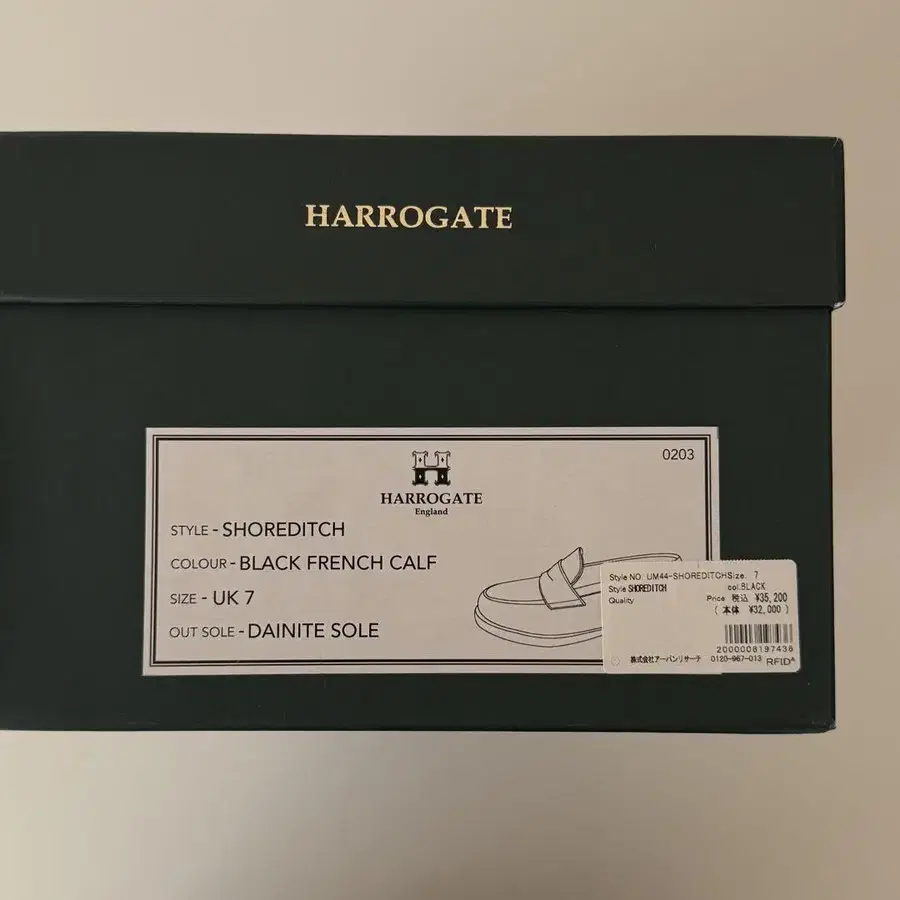 HARROGATE
0203
HARROGATE
England
STYLE - SHOREDITCH
COLOUR - BLACK FRENCH CALF
SIZE - UK 7
OUT SOLE - DAINITE SOLE
Style NO. UM44-SHOREDITCH Size. 7
Style SHOREDITCH col.BLACK
Quality Price 税込 ¥35,200
( 本体 ¥32,000 )
2000008197436
株式会社アーバンリサーチ 0120-967-013 RFID